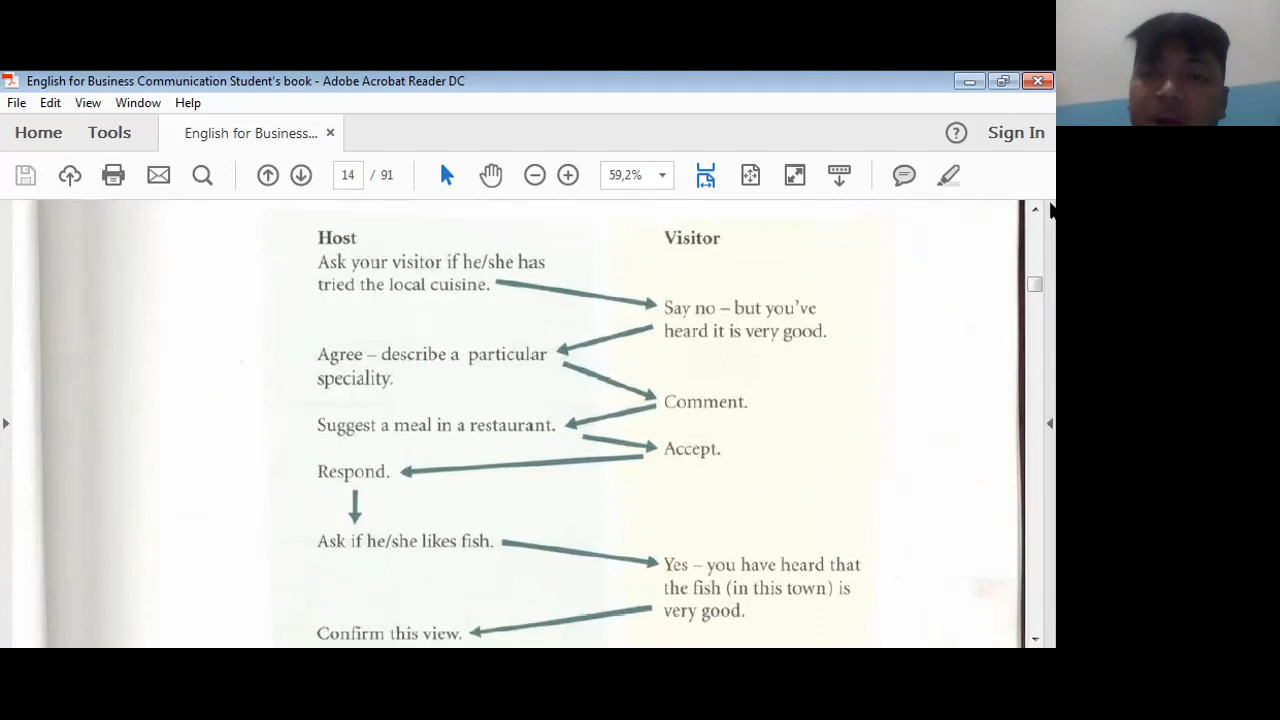 English for Business Communication Student's book - Adobe Acrobat Reader DC
File Edit View Window Help
Home Tools English for Business... × Sign In
14 / 91 59,2%
Host
Visitor
Ask your visitor if he/she has
tried the local cuisine.
Say no – but you've
heard it is very good.
Agree – describe a particular
speciality.
Comment.
Suggest a meal in a restaurant.
Accept.
Respond.
Ask if he/she likes fish.
Yes – you have heard that
the fish (in this town) is
very good.
Confirm this view.